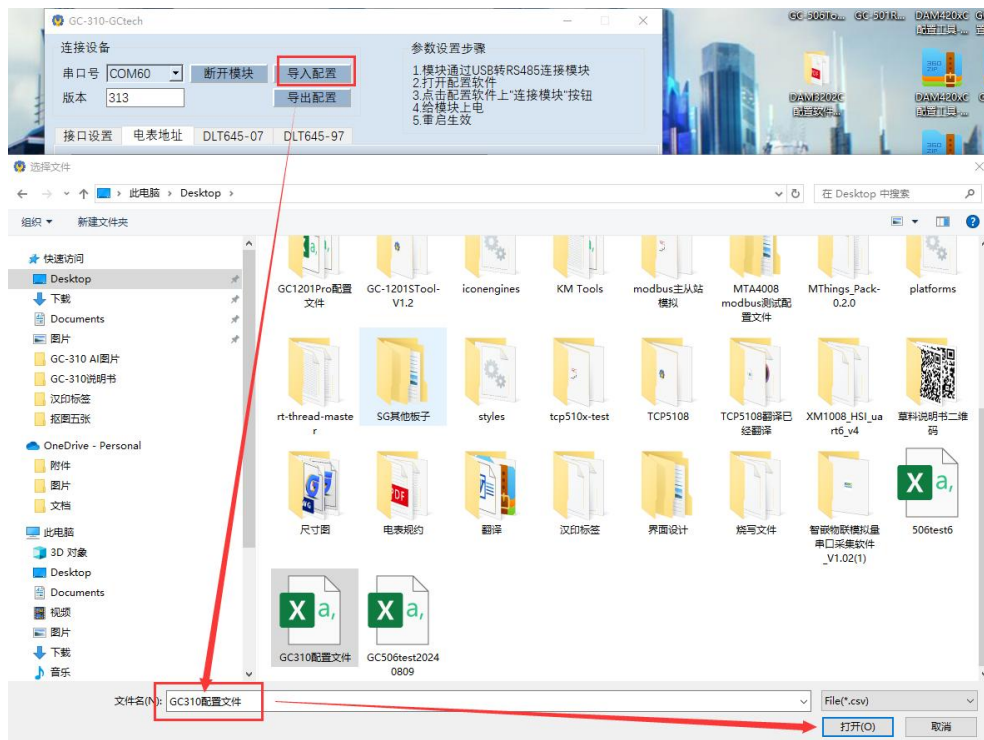 GC-310-GCtech
连接设备
串口号 COM60 断开模块 导入配置
版本 313 导出配置
参数设置步骤
1.模块通过USB转RS485连接模块
2.打开配置软件
3.点击配置软件上"连接模块"按钮
4.给模块上电
5.重启生效
接口设置 电表地址 DLT645-07 DLT645-97
DAM3202C
选择文件
此电脑 › Desktop ›
在 Desktop 中搜索
组织 新建文件夹
快速访问
Desktop
下载
Documents
图片
GC-310 AI图片
GC-310说明书
汉印标签
抠图五张
OneDrive - Personal
附件
图片
文档
此电脑
3D 对象
Desktop
Documents
视频
图片
下载
音乐
GC1201Pro配置
文件
GC-1201STool-
V1.2
iconengines
KM Tools
modbus主从站
模拟
MTA4008
modbus测试配
置文件
MThings_Pack-
0.2.0
platforms
rt-thread-maste
r
SG其他板子
styles
tcp510x-test
TCP5108
TCP5108翻译已
经翻译
XM1008_HSI_ua
rt6_v4
草料说明书二维
码
尺寸图
电表规约
翻译
汉印标签
界面设计
烧写文件
智嵌物联模拟量
串口采集软件
_V1.02(1)
506test6
GC310配置文件
GC506test2024
0809
文件名(N): GC310配置文件
File(*.csv)
打开(O) 取消